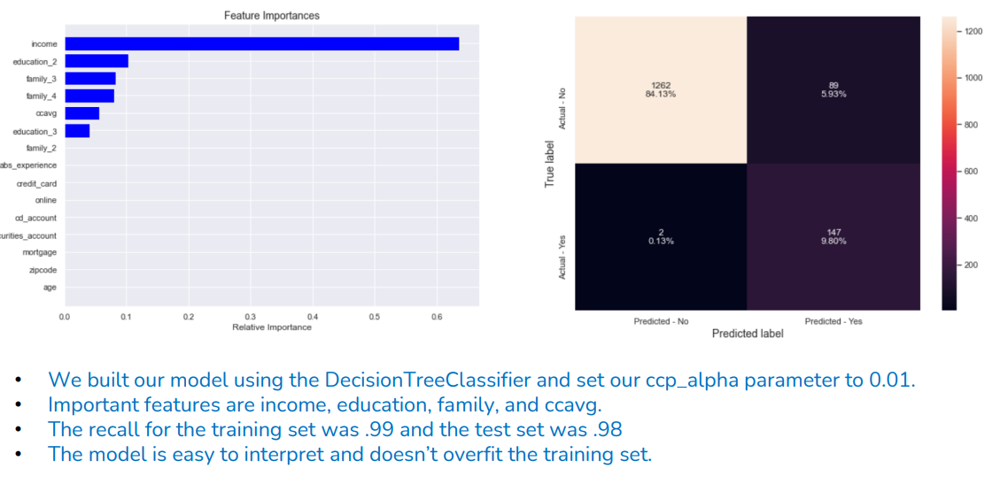 Feature Importances
income
education_2
family_3
family_4
ccavg
education_3
family_2
abs_experience
credit_card
online
cd_account
curities_account
mortgage
zipcode
age
0.0 0.1 0.2 0.3 0.4 0.5 0.6
Relative Importance
True label
Actual - No
Actual - Yes
1262
84.13%
89
5.93%
2
0.13%
147
9.80%
Predicted - No Predicted - Yes
Predicted label
1200
1000
800
600
400
200
• We built our model using the DecisionTreeClassifier and set our ccp_alpha parameter to 0.01.
• Important features are income, education, family, and ccavg.
• The recall for the training set was .99 and the test set was .98
• The model is easy to interpret and doesn’t overfit the training set.